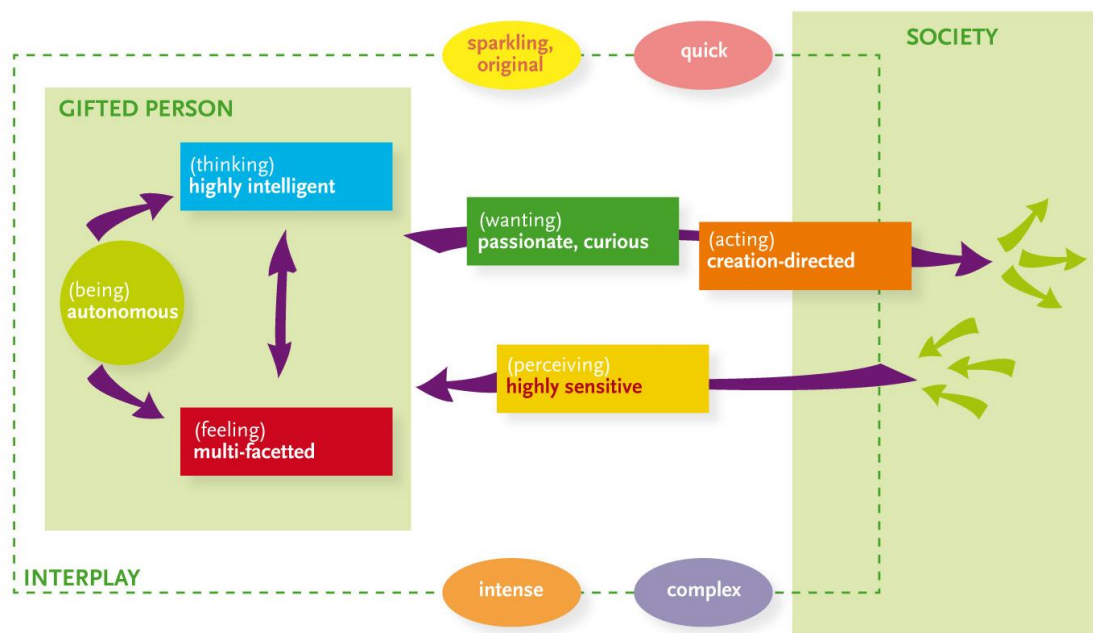 sparkling,
original
quick
SOCIETY
GIFTED PERSON
(thinking)
highly intelligent
(wanting)
passionate, curious
(acting)
creation-directed
(being)
autonomous
(perceiving)
highly sensitive
(feeling)
multi-facetted
INTERPLAY
intense
complex